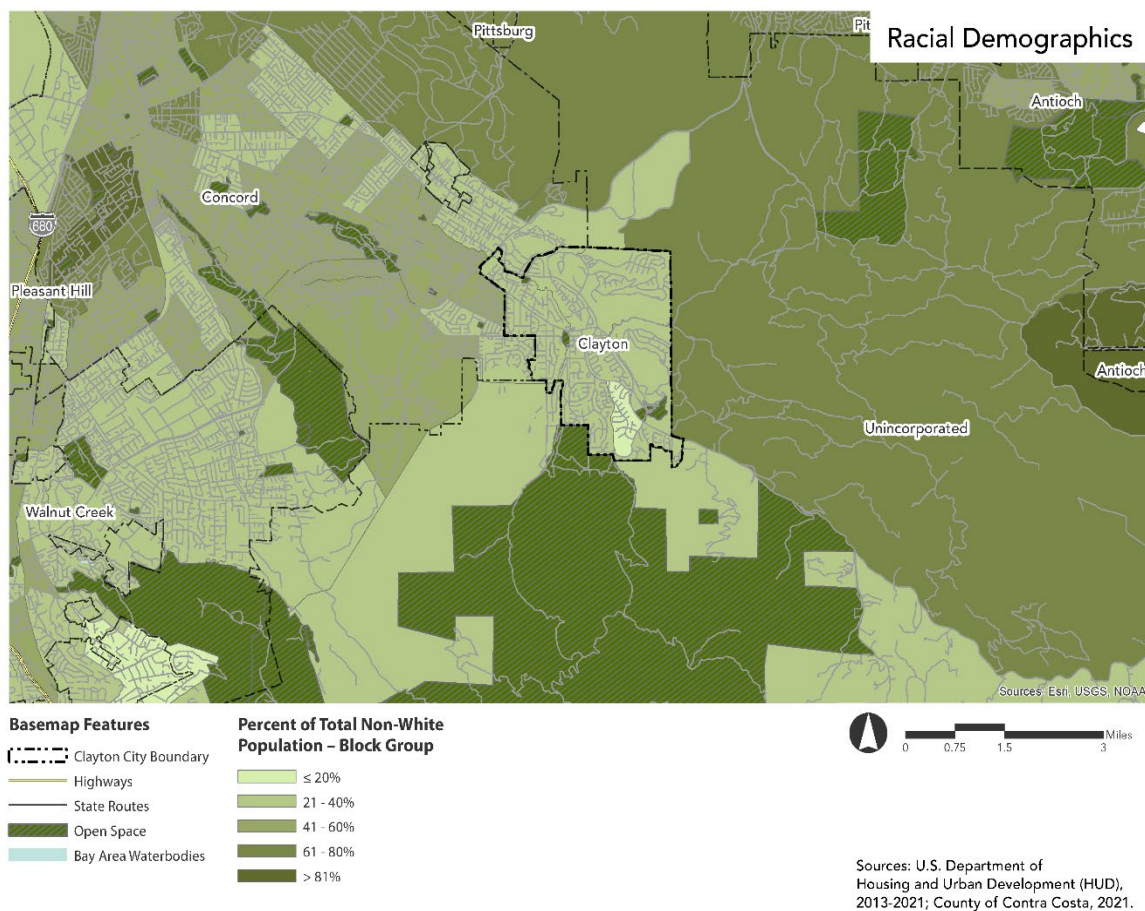 Pittsburg
Pit
Racial Demographics
Antioch
Concord
680
Pleasant Hill
Clayton
Antioch
Unincorporated
Walnut Creek
Sources: Esri, USGS, NOAA
Basemap Features
Clayton City Boundary
Highways
State Routes
Open Space
Bay Area Waterbodies
Percent of Total Non-White
Population – Block Group
≤ 20%
21 - 40%
41 - 60%
61 - 80%
> 81%
0 0.75 1.5 3 Miles
Sources: U.S. Department of
Housing and Urban Development (HUD),
2013-2021; County of Contra Costa, 2021.